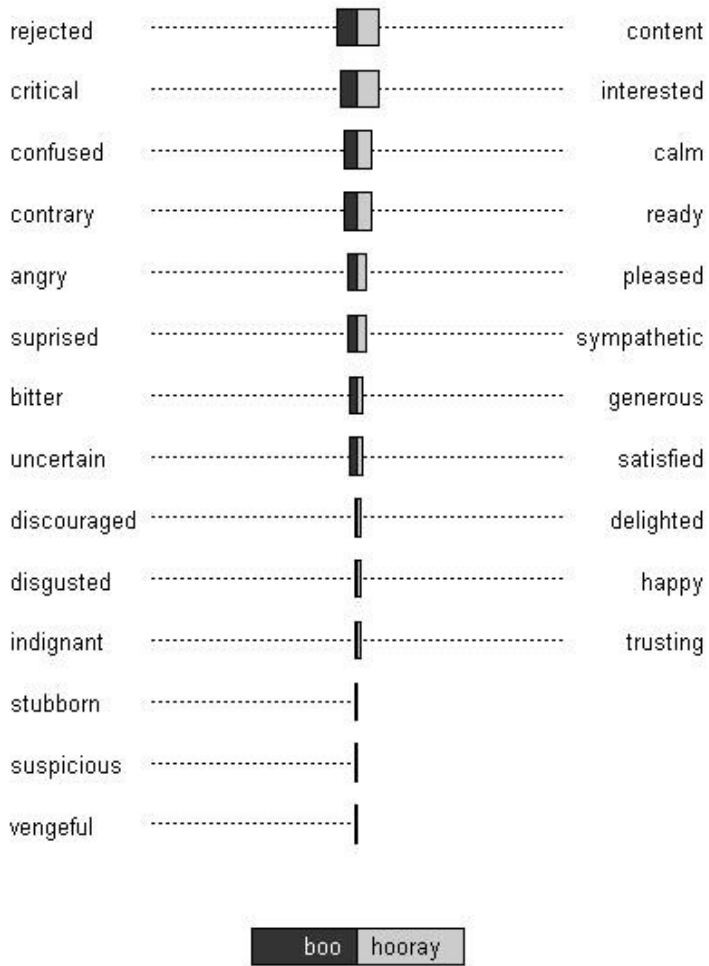 rejected content
critical interested
confused calm
contrary ready
angry pleased
suprised sympathetic
bitter generous
uncertain satisfied
discouraged delighted
disgusted happy
indignant trusting
stubborn
suspicious
vengeful
boo hooray